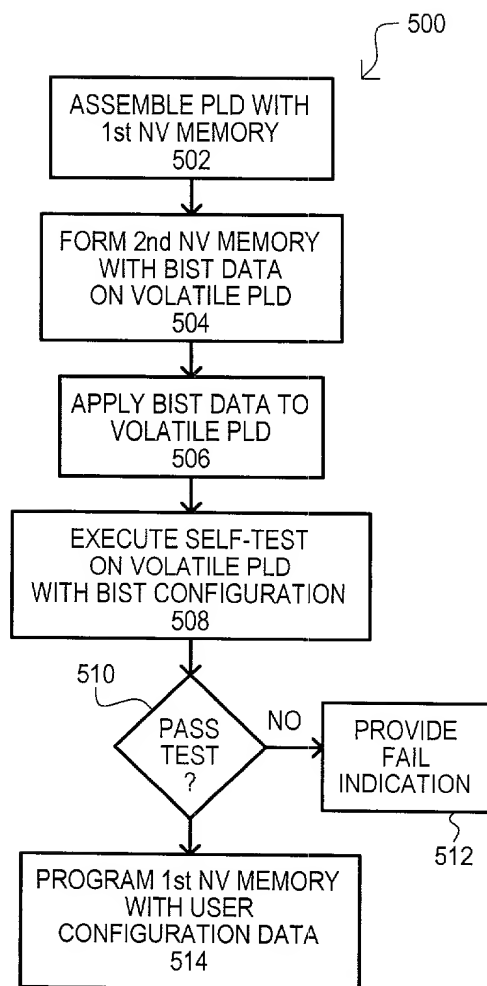 500
ASSEMBLE PLD WITH
1st NV MEMORY
502
FORM 2nd NV MEMORY
WITH BIST DATA
ON VOLATILE PLD
504
APPLY BIST DATA TO
VOLATILE PLD
506
EXECUTE SELF-TEST
ON VOLATILE PLD
WITH BIST CONFIGURATION
508
510
PASS
TEST
?
NO
PROVIDE
FAIL
INDICATION
512
PROGRAM 1st NV MEMORY
WITH USER
CONFIGURATION DATA
514